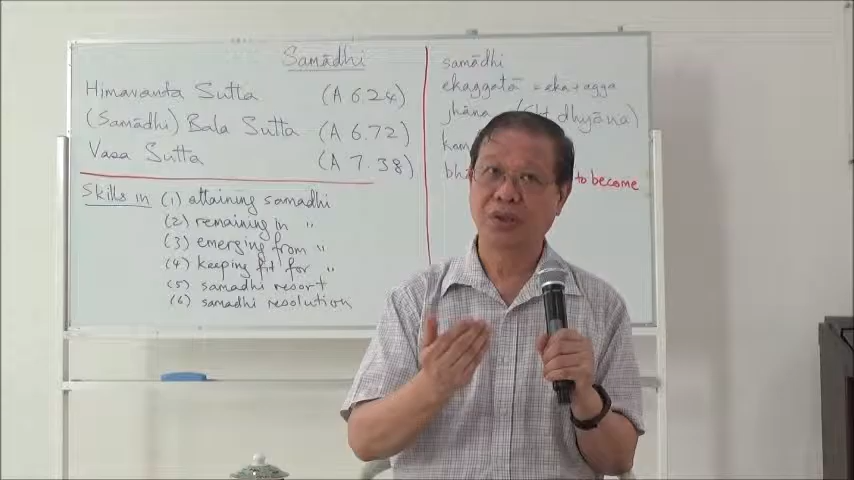 Samādhi
Himavanta Sutta (A 6.24)
(Samādhi) Bala Sutta (A 6.72)
Vasa Sutta (A 7.38)
Skills in (1) attaining samadhi
(2) remaining in "
(3) emerging from "
(4) keeping fit for "
(5) samadhi resort
(6) samadhi resolution
samādhi
ekaggatā = eka + agga
jhāna (Skt dhyāna)
to become